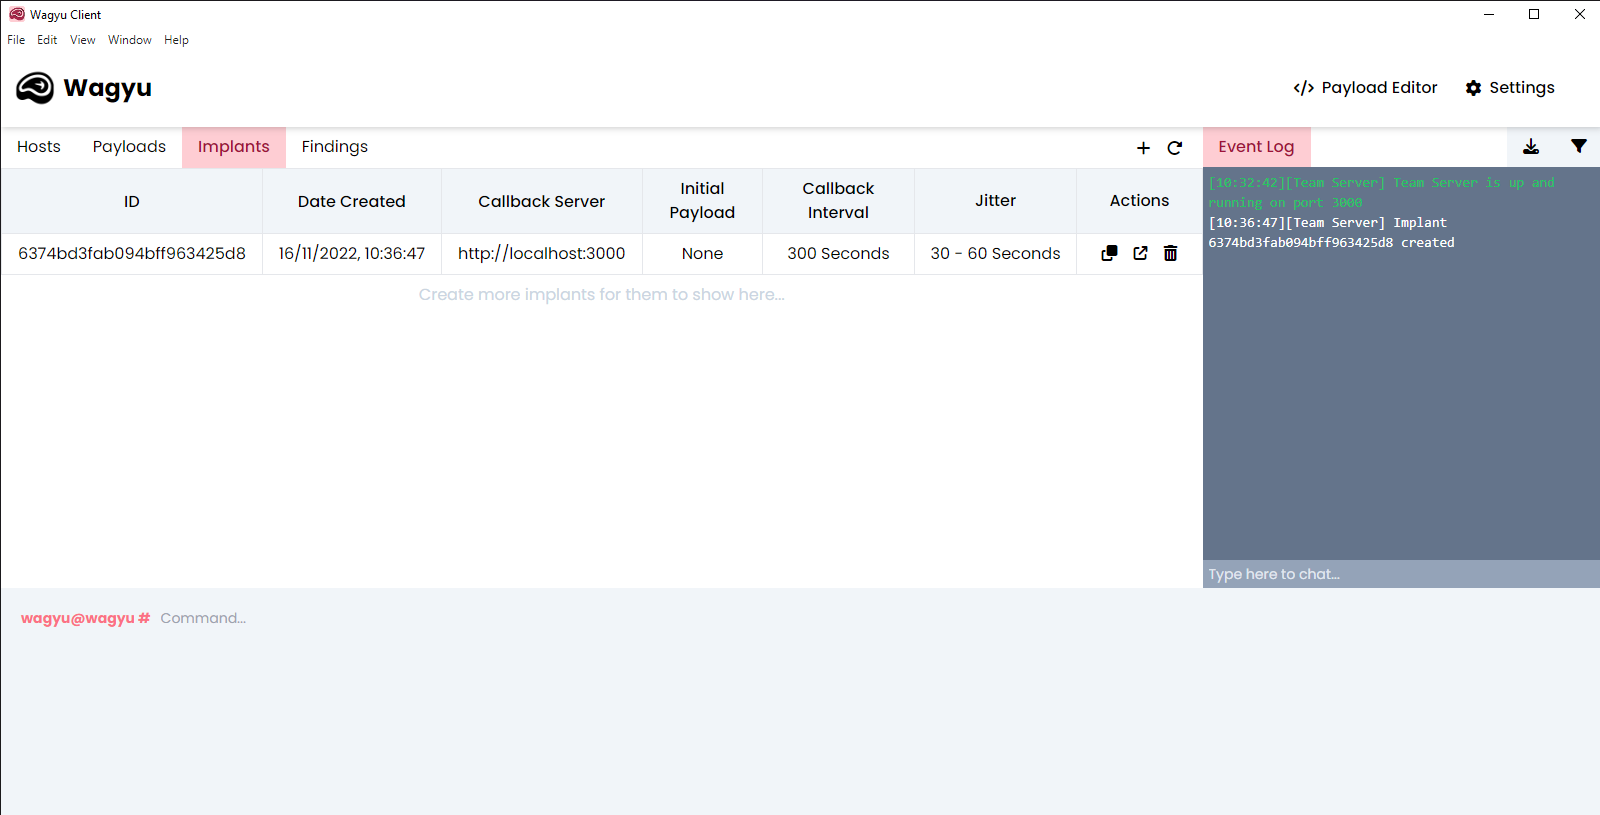 Wagyu Client
File Edit View Window Help
Wagyu
</> Payload Editor Settings
Hosts Payloads Implants Findings
Event Log
ID Date Created Callback Server Initial Payload Callback Interval Jitter Actions
6374bd3fab094bff963425d8 16/11/2022, 10:36:47 http://localhost:3000 None 300 Seconds 30 - 60 Seconds
Create more implants for them to show here...
[10:32:42][Team Server] Team Server is up and
running on port 3000
[10:36:47][Team Server] Implant
6374bd3fab094bff963425d8 created
Type here to chat...
wagyu@wagyu # Command...